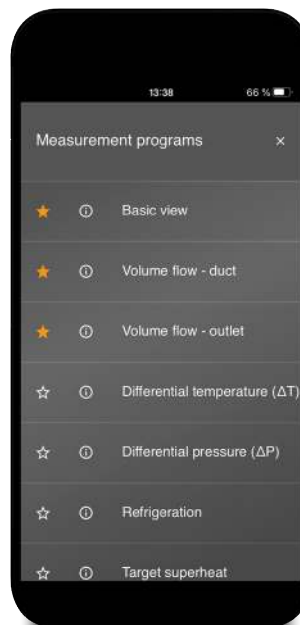 13:38 66 %
Measurement programs ×
Basic view
Volume flow - duct
Volume flow - outlet
Differential temperature (ΔT)
Differential pressure (ΔP)
Refrigeration
Target superheat